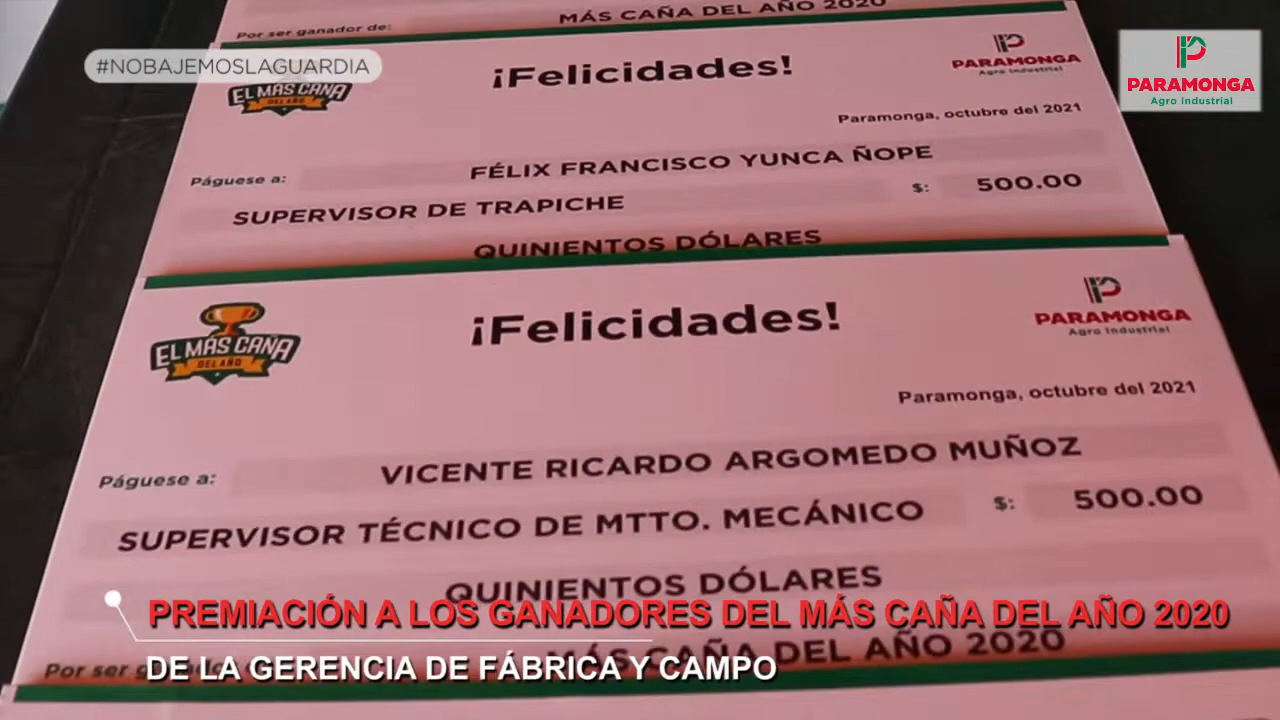 MÁS CAÑA DEL AÑO 2020
Por ser ganador de:
#NOBAJEMOSLAGUARDIA
¡Felicidades!
PARAMONGA
Agro Industrial
PARAMONGA
Agro Industrial
EL MÁS CAÑA
DEL AÑO
Paramonga, octubre del 2021
Páguese a:
FÉLIX FRANCISCO YUNCA ÑOPE
SUPERVISOR DE TRAPICHE
$: 500.00
QUINIENTOS DÓLARES
EL MÁS CAÑA
DEL AÑO
¡Felicidades!
PARAMONGA
Agro Industrial
Paramonga, octubre del 2021
Páguese a: VICENTE RICARDO ARGOMEDO MUÑOZ
SUPERVISOR TÉCNICO DE MTTO. MECÁNICO $: 500.00
QUINIENTOS DÓLARES
PREMIACIÓN A LOS GANADORES DEL MÁS CAÑA DEL AÑO 2020
MÁS CAÑA DEL AÑO 2020
Por ser
DE LA GERENCIA DE FÁBRICA Y CAMPO